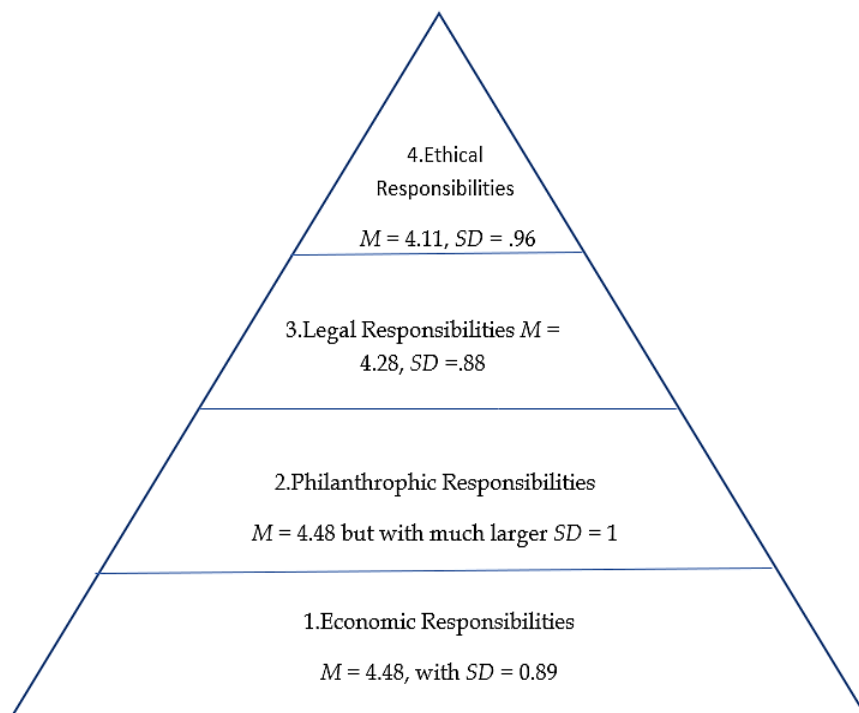 4.Ethical
Responsibilities
M = 4.11, SD = .96
3.Legal Responsibilities M =
4.28, SD =.88
2.Philanthrophic Responsibilities
M = 4.48 but with much larger SD = 1
1.Economic Responsibilities
M = 4.48, with SD = 0.89